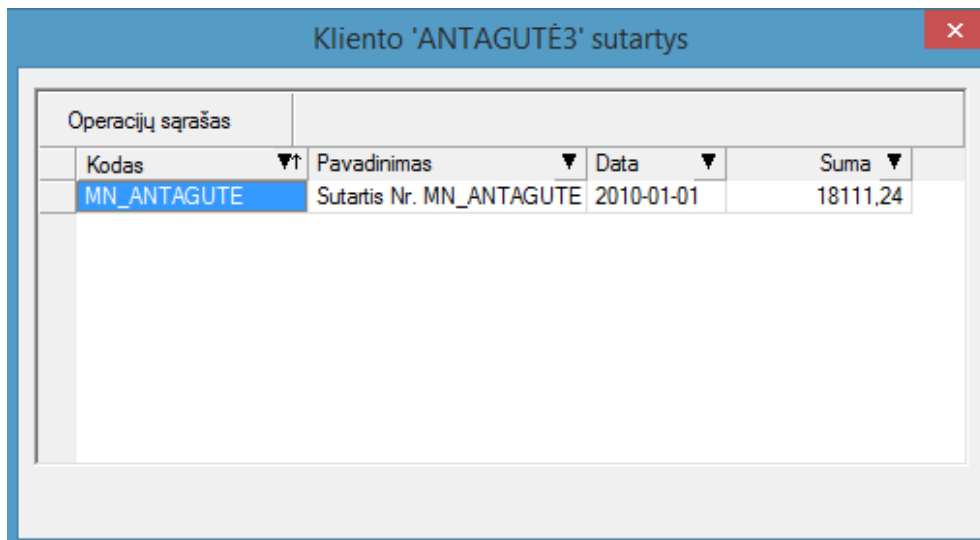 Kliento 'ANTAGUTĖ3' sutartys
Operacijų sąrašas
Kodas Pavadinimas Data Suma
MN_ANTAGUTE Sutartis Nr. MN_ANTAGUTE 2010-01-01 18111,24